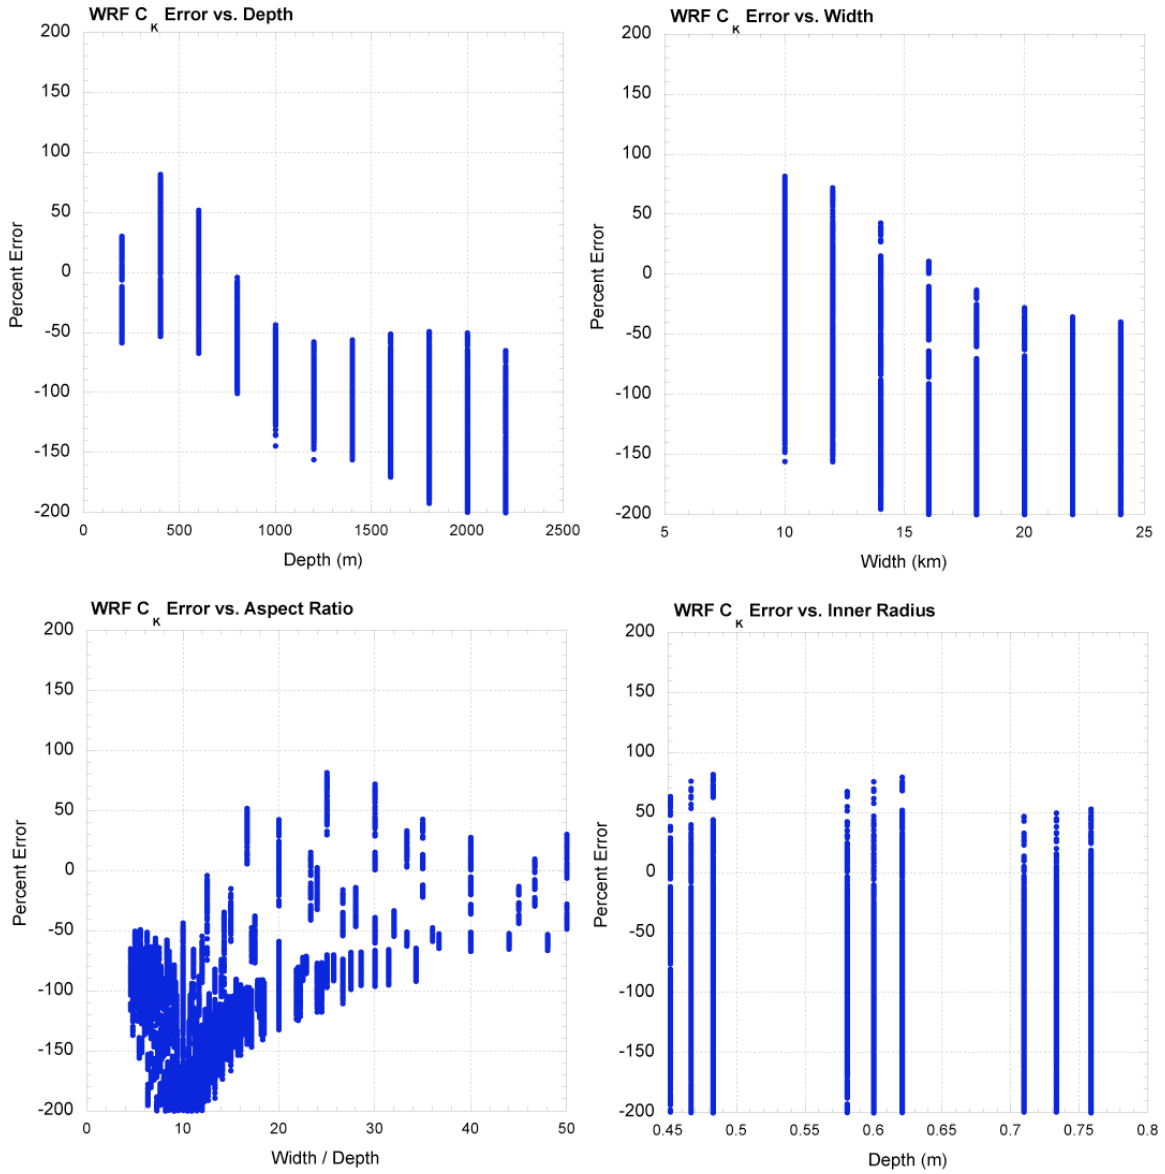 WRF C K Error vs. Depth
200
150
100
50
0
-50
-100
-150
-200
0 500 1000 1500 2000 2500
Depth (m)
Percent Error
WRF C K Error vs. Width
200
150
100
50
0
-50
-100
-150
-200
5 10 15 20 25
Width (km)
Percent Error
WRF C K Error vs. Aspect Ratio
200
150
100
50
0
-50
-100
-150
-200
0 10 20 30 40 50
Width / Depth
Percent Error
WRF C K Error vs. Inner Radius
200
150
100
50
0
-50
-100
-150
-200
0.45 0.5 0.55 0.6 0.65 0.7 0.75 0.8
Depth (m)
Percent Error